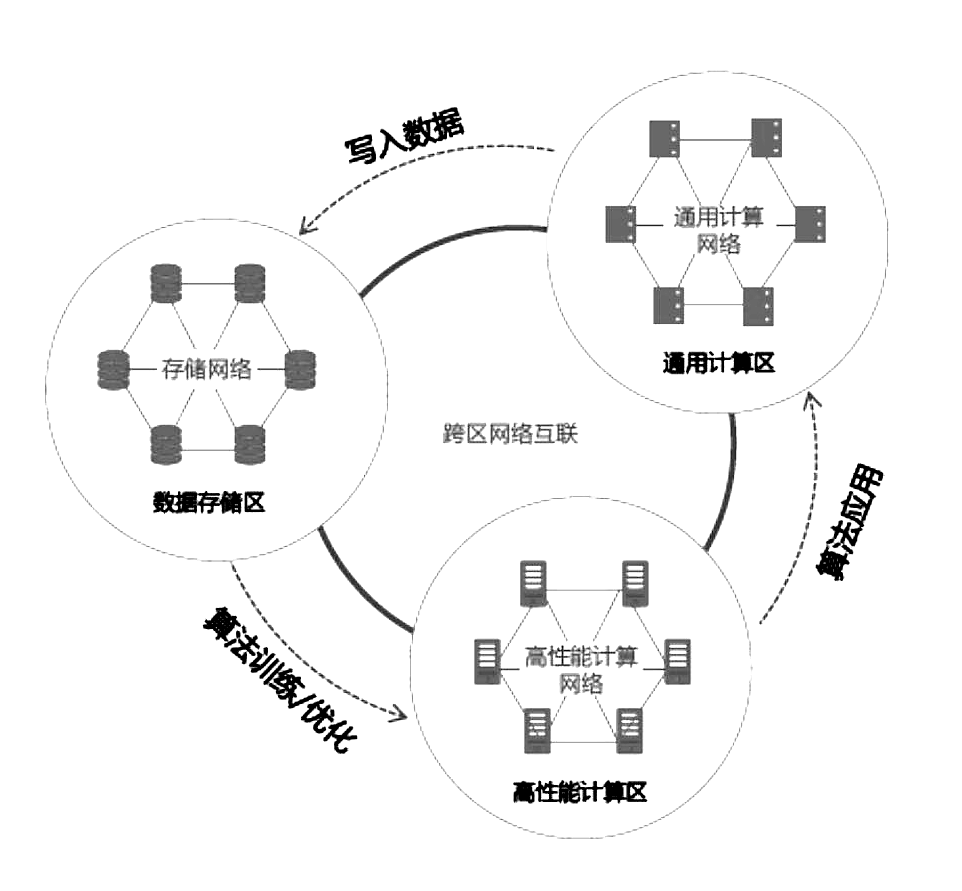 写入数据
通用计算
网络
通用计算区
存储网络
数据存储区
跨区网络互联
算法应用
算法训练/优化
高性能计算
网络
高性能计算区